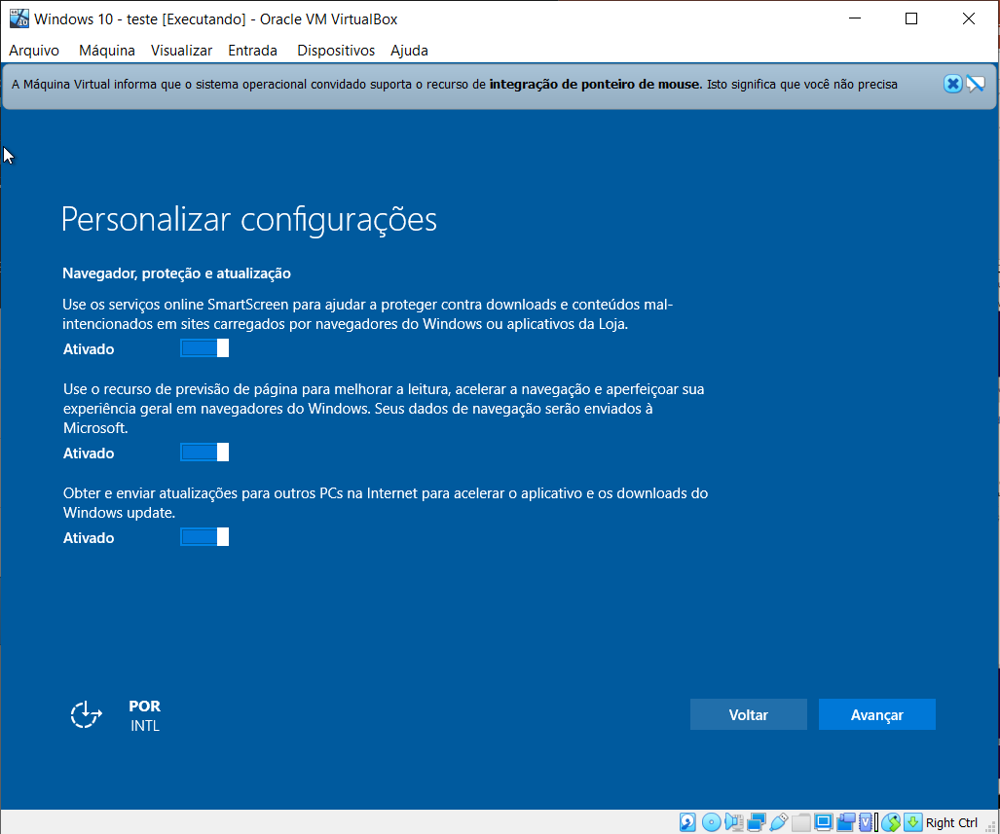 Windows 10 - teste [Executando] - Oracle VM VirtualBox
Arquivo Máquina Visualizar Entrada Dispositivos Ajuda
A Máquina Virtual informa que o sistema operacional convidado suporta o recurso de integração de ponteiro de mouse. Isto significa que você não precisa
Personalizar configurações
Navegador, proteção e atualização
Use os serviços online SmartScreen para ajudar a proteger contra downloads e conteúdos mal-
intencionados em sites carregados por navegadores do Windows ou aplicativos da Loja.
Ativado
Use o recurso de previsão de página para melhorar a leitura, acelerar a navegação e aperfeiçoar sua
experiência geral em navegadores do Windows. Seus dados de navegação serão enviados à
Microsoft.
Ativado
Obter e enviar atualizações para outros PCs na Internet para acelerar o aplicativo e os downloads do
Windows update.
Ativado
POR
INTL
Voltar
Avançar
Right Ctrl